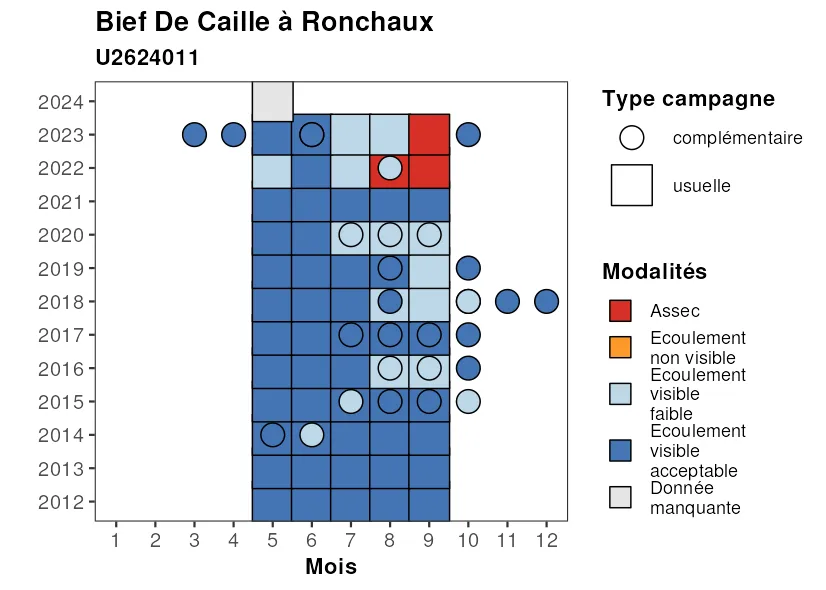 Bief De Caille à Ronchaux
U2624011
2024
2023
2022
2021
2020
2019
2018
2017
2016
2015
2014
2013
2012
1 2 3 4 5 6 7 8 9 10 11 12
Mois
Type campagne
complémentaire
usuelle
Modalités
Assec
Ecoulement
non visible
Ecoulement
visible
faible
Ecoulement
visible
acceptable
Donnée
manquante